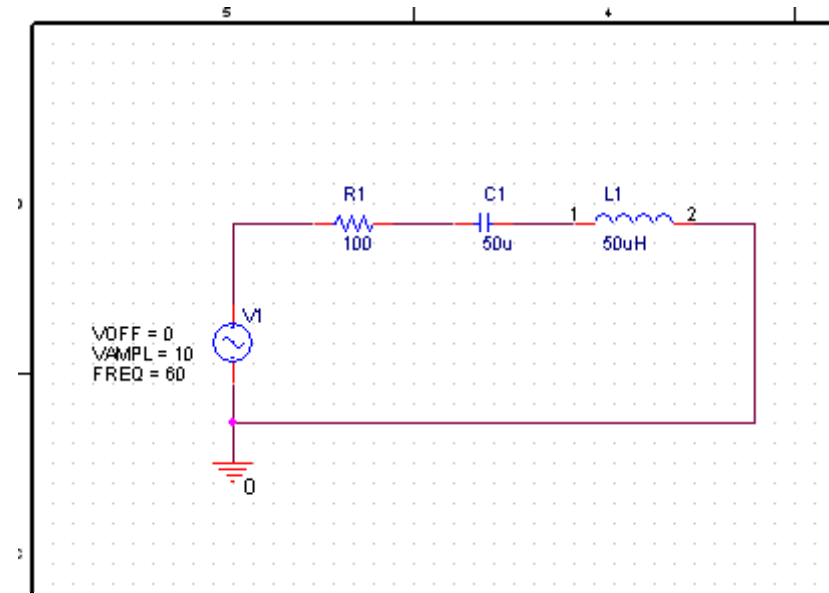 5 4
R1 C1 L1
1 2
100 50u 50uH
V1
VOFF = 0
VAMPL = 10
FREQ = 60
0